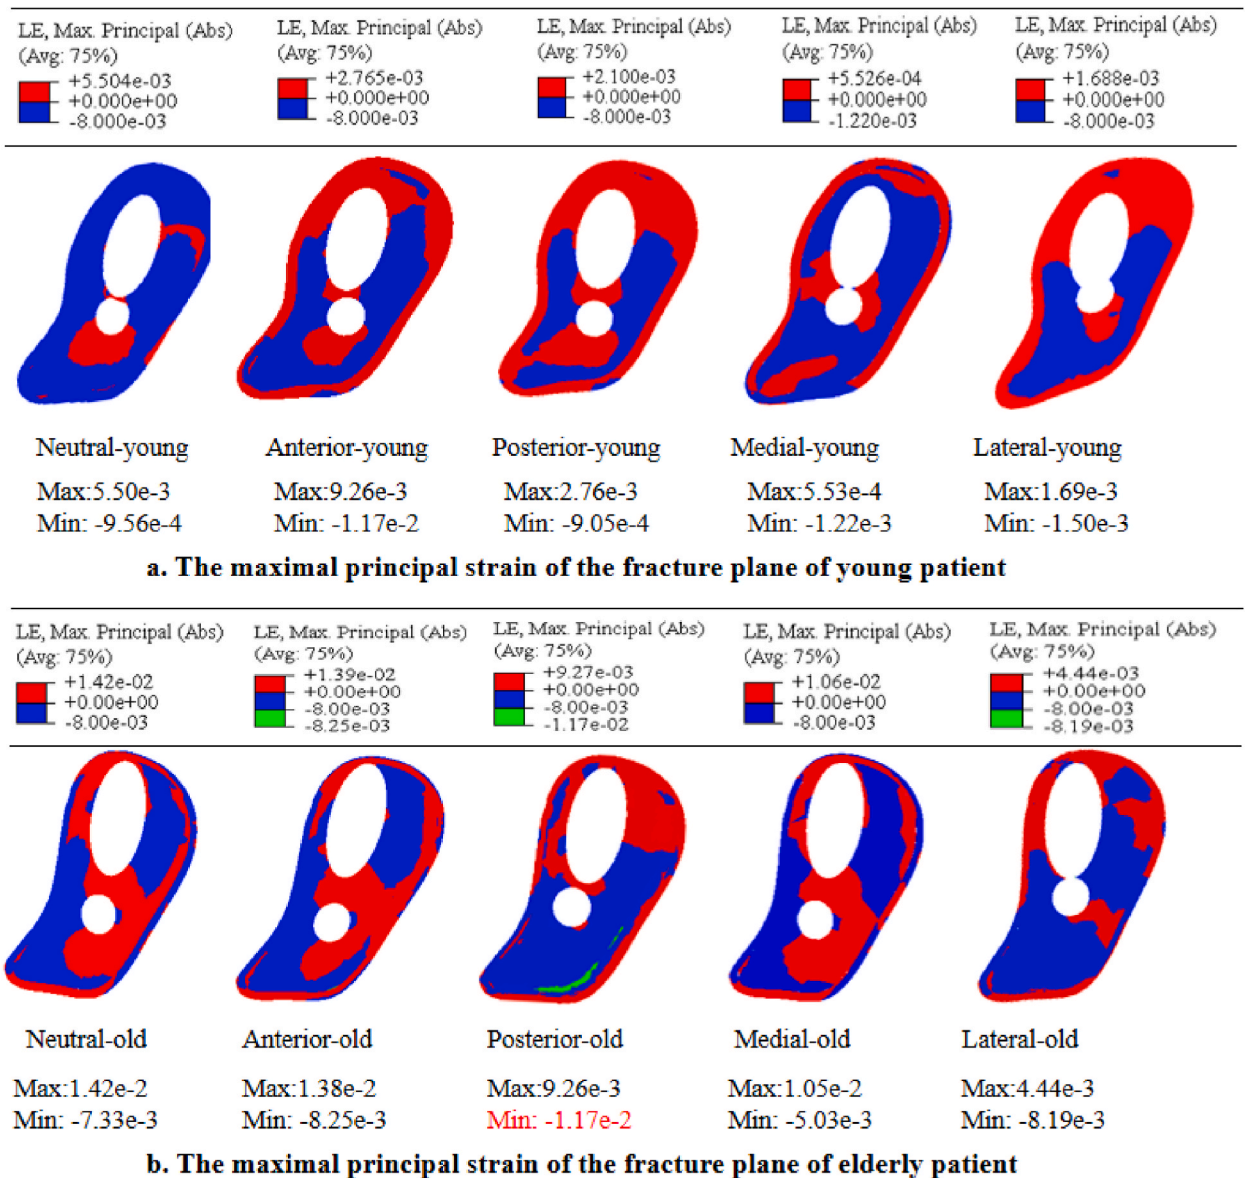 LE, Max. Principal (Abs)
(Avg: 75%)
+5.504e-03
+0.000e+00
-8.000e-03
LE, Max. Principal (Abs)
(Avg: 75%)
+2.765e-03
+0.000e+00
-8.000e-03
LE, Max. Principal (Abs)
(Avg: 75%)
+2.100e-03
+0.000e+00
-8.000e-03
LE, Max. Principal (Abs)
(Avg: 75%)
+5.526e-04
+0.000e+00
-1.220e-03
LE, Max. Principal (Abs)
(Avg: 75%)
+1.688e-03
+0.000e+00
-8.000e-03
Neutral-young
Max:5.50e-3
Min: -9.56e-4
Anterior-young
Max:9.26e-3
Min: -1.17e-2
Posterior-young
Max:2.76e-3
Min: -9.05e-4
Medial-young
Max:5.53e-4
Min: -1.22e-3
Lateral-young
Max:1.69e-3
Min: -1.50e-3
a. The maximal principal strain of the fracture plane of young patient
LE, Max. Principal (Abs)
(Avg: 75%)
+1.42e-02
+0.00e+00
-8.00e-03
LE, Max. Principal (Abs)
(Avg: 75%)
+1.39e-02
+0.00e+00
-8.00e-03
-8.25e-03
LE, Max. Principal (Abs)
(Avg: 75%)
+9.27e-03
+0.00e+00
-8.00e-03
-1.17e-02
LE, Max. Principal (Abs)
(Avg: 75%)
+1.06e-02
+0.00e+00
-8.00e-03
LE, Max. Principal (Abs)
(Avg: 75%)
+4.44e-03
+0.00e+00
-8.00e-03
-8.19e-03
Neutral-old
Max:1.42e-2
Min: -7.33e-3
Anterior-old
Max:1.38e-2
Min: -8.25e-3
Posterior-old
Max:9.26e-3
Min: -1.17e-2
Medial-old
Max:1.05e-2
Min: -5.03e-3
Lateral-old
Max:4.44e-3
Min: -8.19e-3
b. The maximal principal strain of the fracture plane of elderly patient